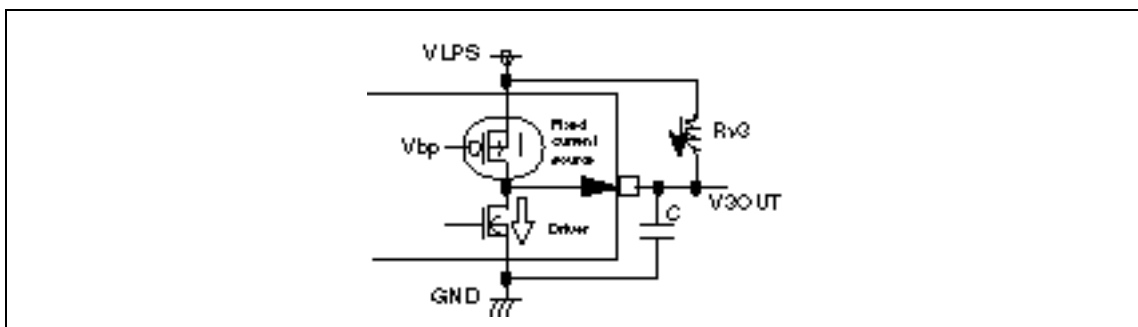 VLPS
Vbp
Fixed
current
source
Rv3
V3OUT
C
Driver
GND